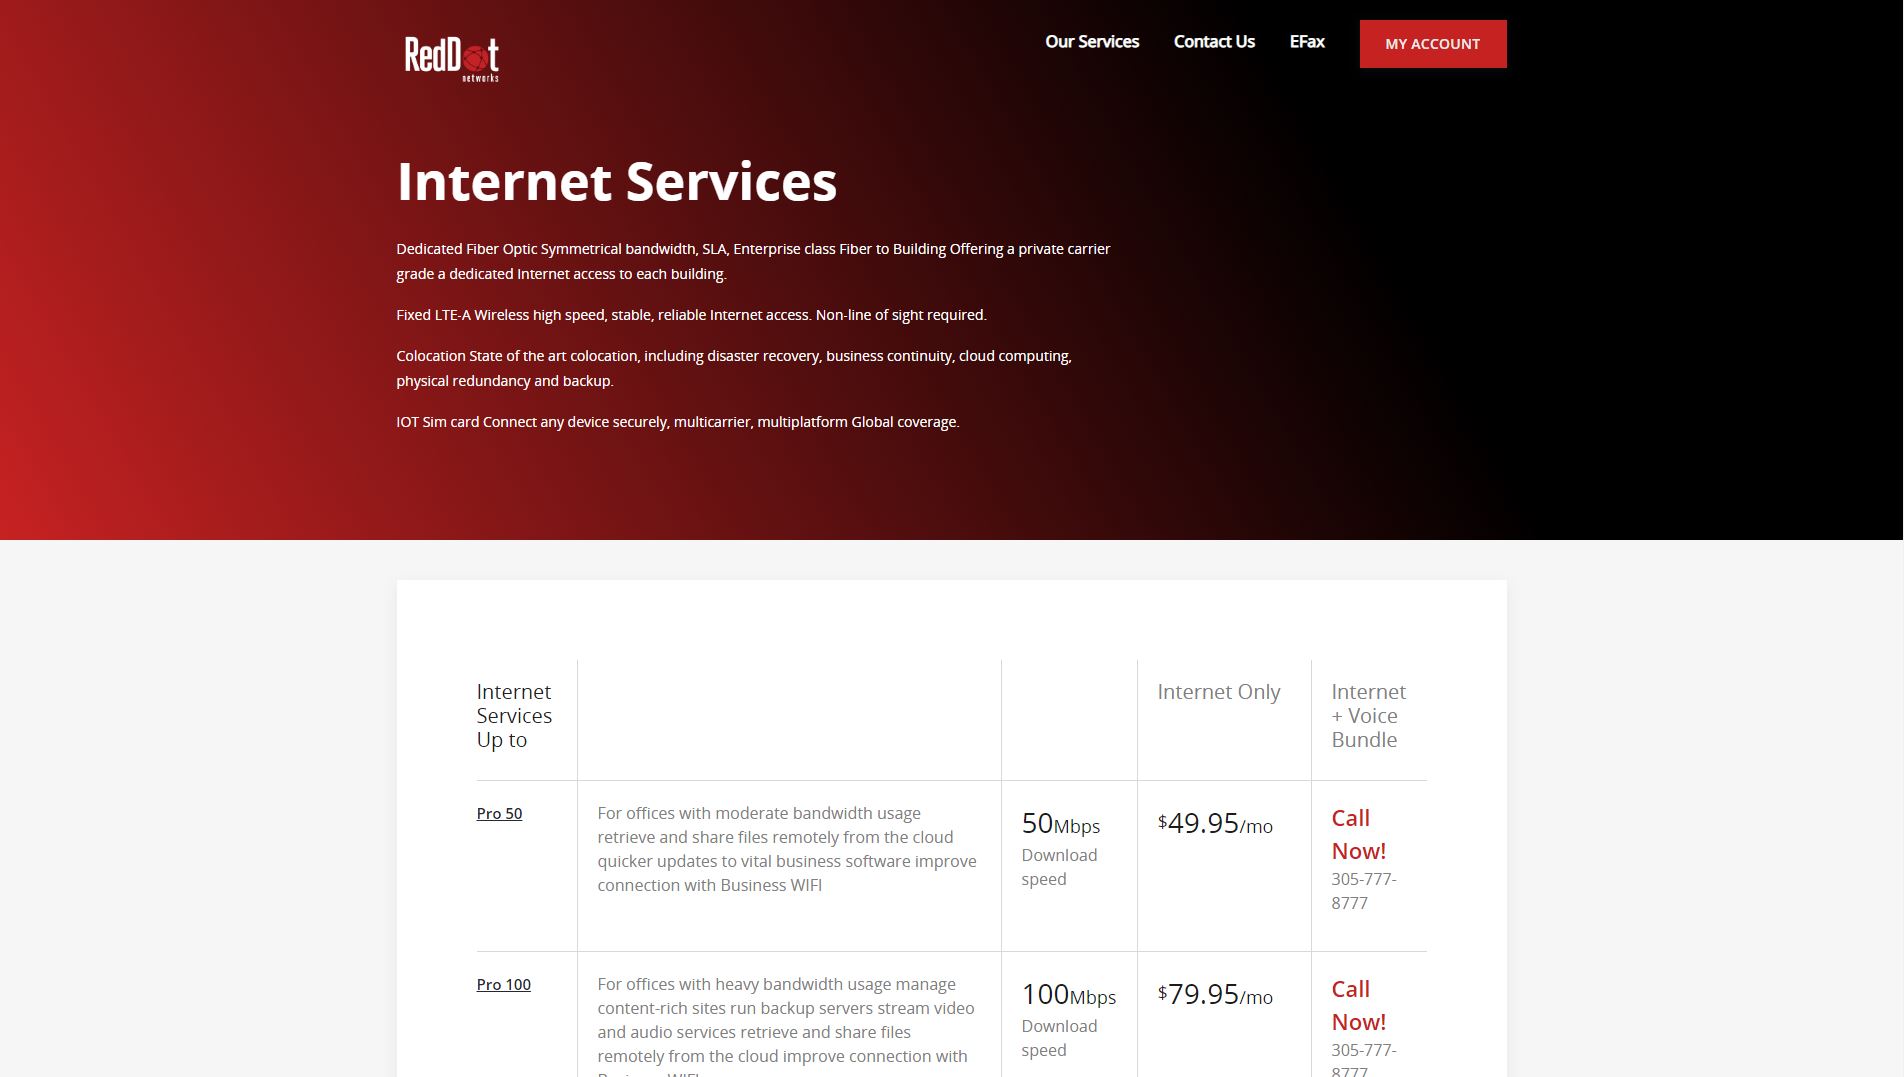 RedDot
networks
Our Services
Contact Us
EFax
MY ACCOUNT
Internet Services
Dedicated Fiber Optic Symmetrical bandwidth, SLA, Enterprise class Fiber to Building Offering a private carrier
grade a dedicated Internet access to each building.
Fixed LTE-A Wireless high speed, stable, reliable Internet access. Non-line of sight required.
Colocation State of the art colocation, including disaster recovery, business continuity, cloud computing,
physical redundancy and backup.
IOT Sim card Connect any device securely, multicarrier, multiplatform Global coverage.
Internet
Services
Up to
Internet Only
Internet
+ Voice
Bundle
Pro 50
For offices with moderate bandwidth usage
retrieve and share files remotely from the cloud
quicker updates to vital business software improve
connection with Business WIFI
50Mbps
Download
speed
$49.95/mo
Call
Now!
305-777-
8777
Pro 100
For offices with heavy bandwidth usage manage
content-rich sites run backup servers stream video
and audio services retrieve and share files
remotely from the cloud improve connection with
100Mbps
Download
speed
$79.95/mo
Call
Now!
305-777-
8777